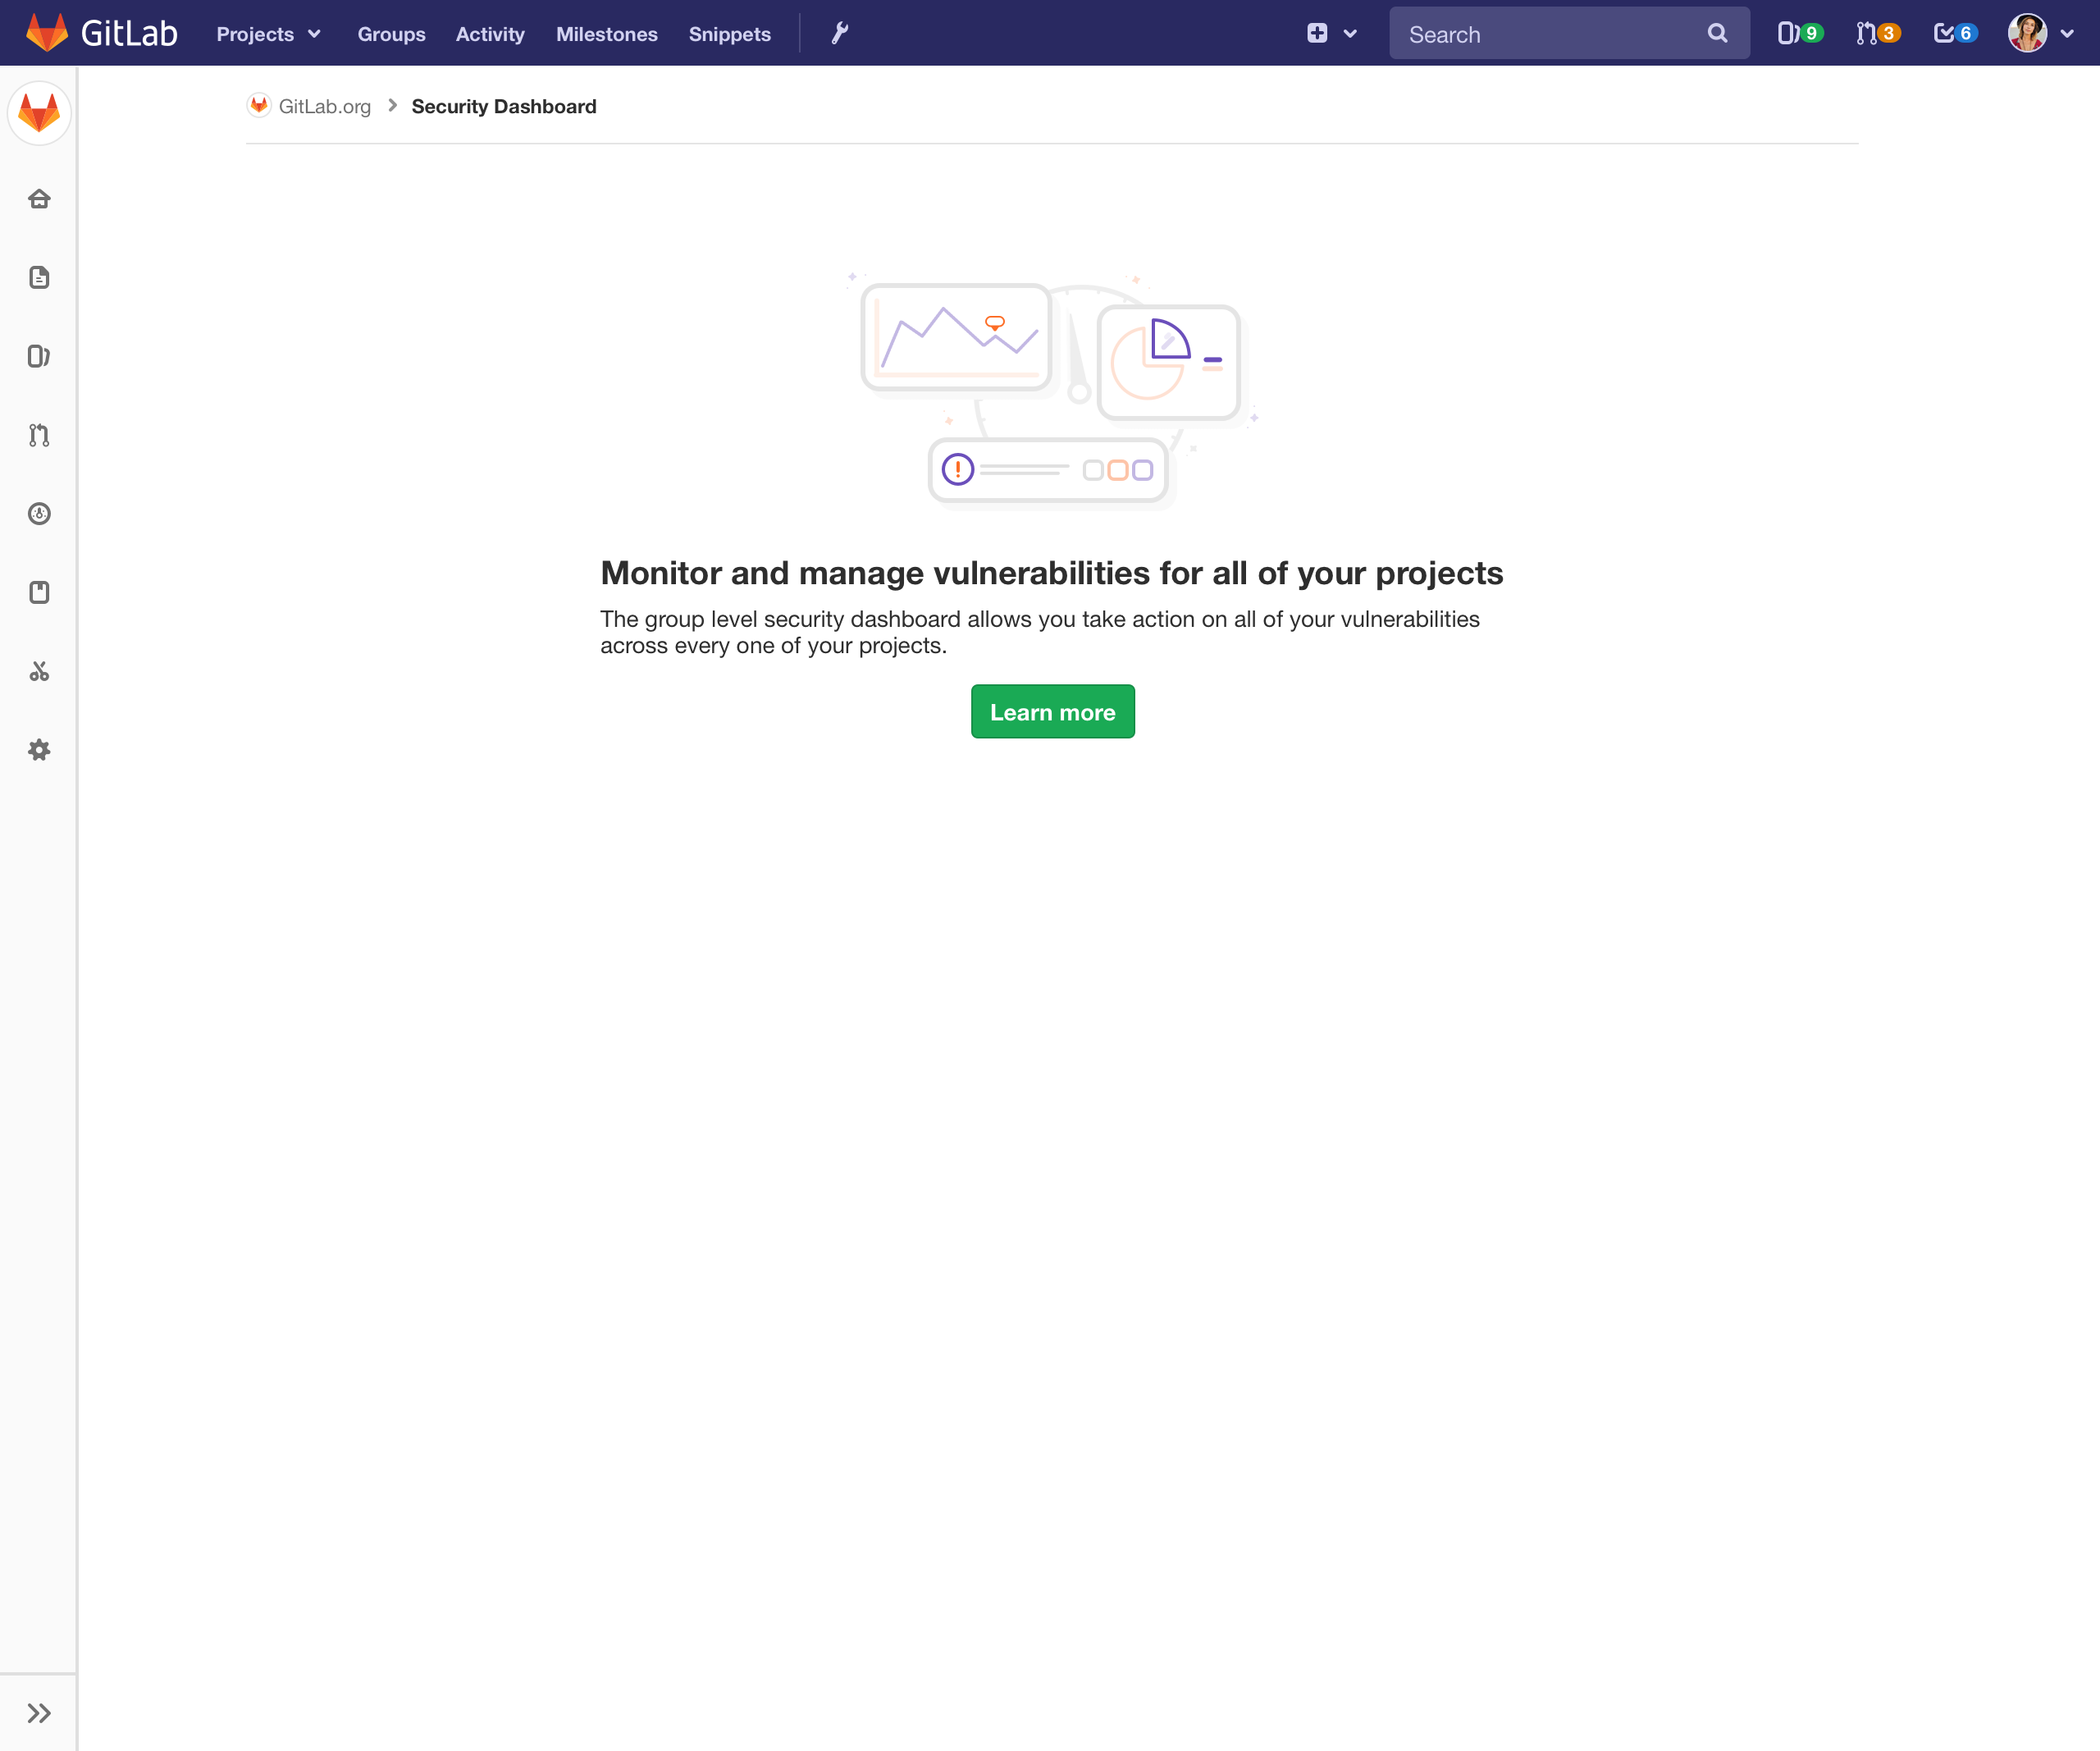 GitLab Projects Groups Activity Milestones Snippets Search 9 3 6
GitLab.org Security Dashboard
Monitor and manage vulnerabilities for all of your projects
The group level security dashboard allows you take action on all of your vulnerabilities
across every one of your projects.
Learn more